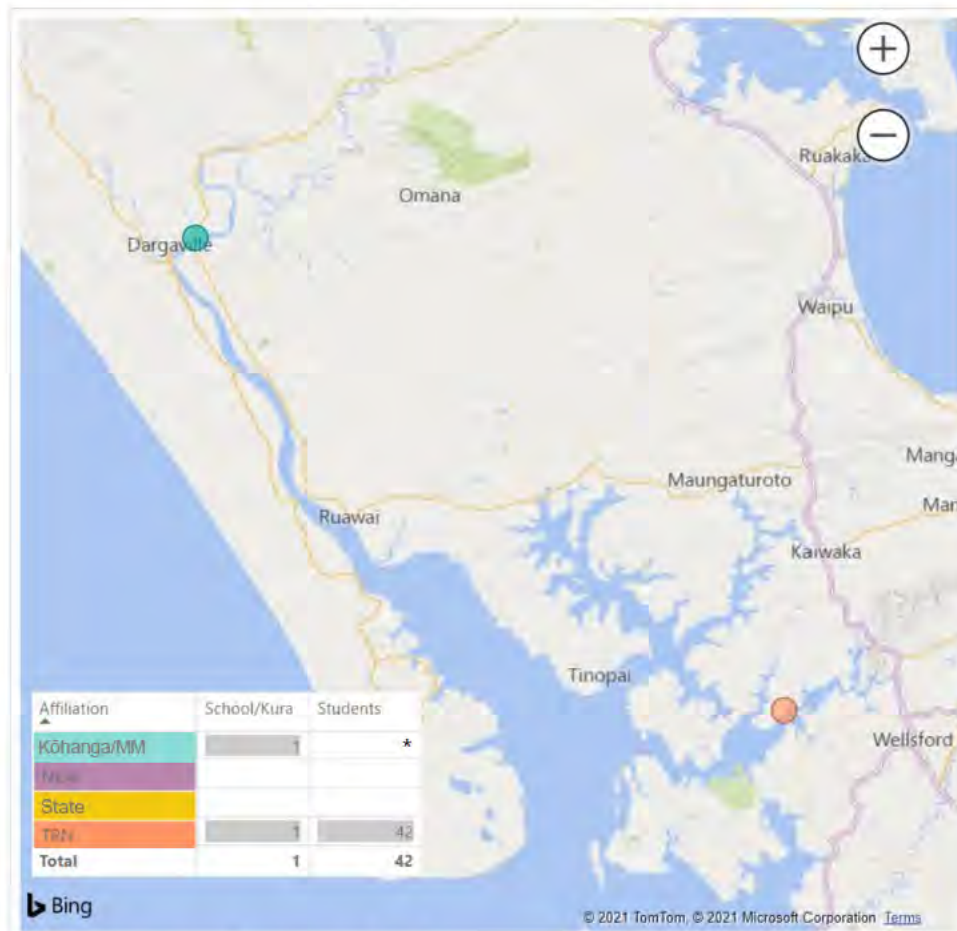 Ruakaka
Omana
Dargaville
Waipu
Manga
Maungaturoto
Man
Ruawai
Kaiwaka
Tinopai
Wellsford
Affiliation School/Kura Students
Kōhanga/MM 1 *
State
TRN 1 42
Total 1 42
Bing
© 2021 TomTom, © 2021 Microsoft Corporation Terms